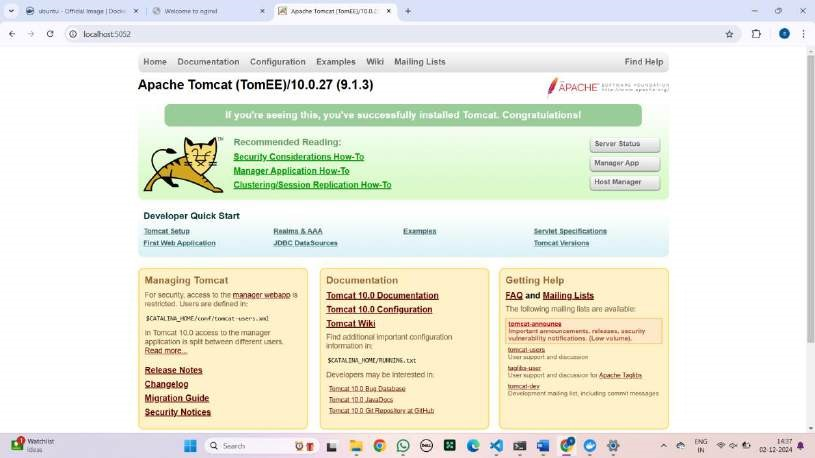 ubuntu - Official Image | Dock
Welcome to nginx!
Apache Tomcat (TomEE)/10.0.2
localhost:5052
Home Documentation Configuration Examples Wiki Mailing Lists Find Help
Apache Tomcat (TomEE)/10.0.27 (9.1.3)
APACHE SOFTWARE FOUNDATION
http://www.apache.org/
If you're seeing this, you've successfully installed Tomcat. Congratulations!
TM
Recommended Reading:
Security Considerations How-To
Manager Application How-To
Clustering/Session Replication How-To
Server Status
Manager App
Host Manager
Developer Quick Start
Tomcat Setup
First Web Application
Realms & AAA
JDBC DataSources
Examples
Servlet Specifications
Tomcat Versions
Managing Tomcat
For security, access to the manager webapp is
restricted. Users are defined in:
$CATALINA_HOME/conf/tomcat-users.xml
In Tomcat 10.0 access to the manager
application is split between different users.
Read more...
Release Notes
Changelog
Migration Guide
Security Notices
Documentation
Tomcat 10.0 Documentation
Tomcat 10.0 Configuration
Tomcat Wiki
Find additional important configuration
information in:
$CATALINA_HOME/RUNNING.txt
Developers may be interested in:
Tomcat 10.0 Bug Database
Tomcat 10.0 JavaDocs
Tomcat 10.0 Git Repository at GitHub
Getting Help
FAQ and Mailing Lists
The following mailing lists are available:
tomcat-announce
Important announcements, releases, security
vulnerability notifications. (Low volume).
tomcat-users
User support and discussion
taglibs-user
User support and discussion for Apache Taglibs
tomcat-dev
Development mailing list, including commit messages
1
Watchlist
Ideas
Search
DELL
ENG
IN
14:37
02-12-2024